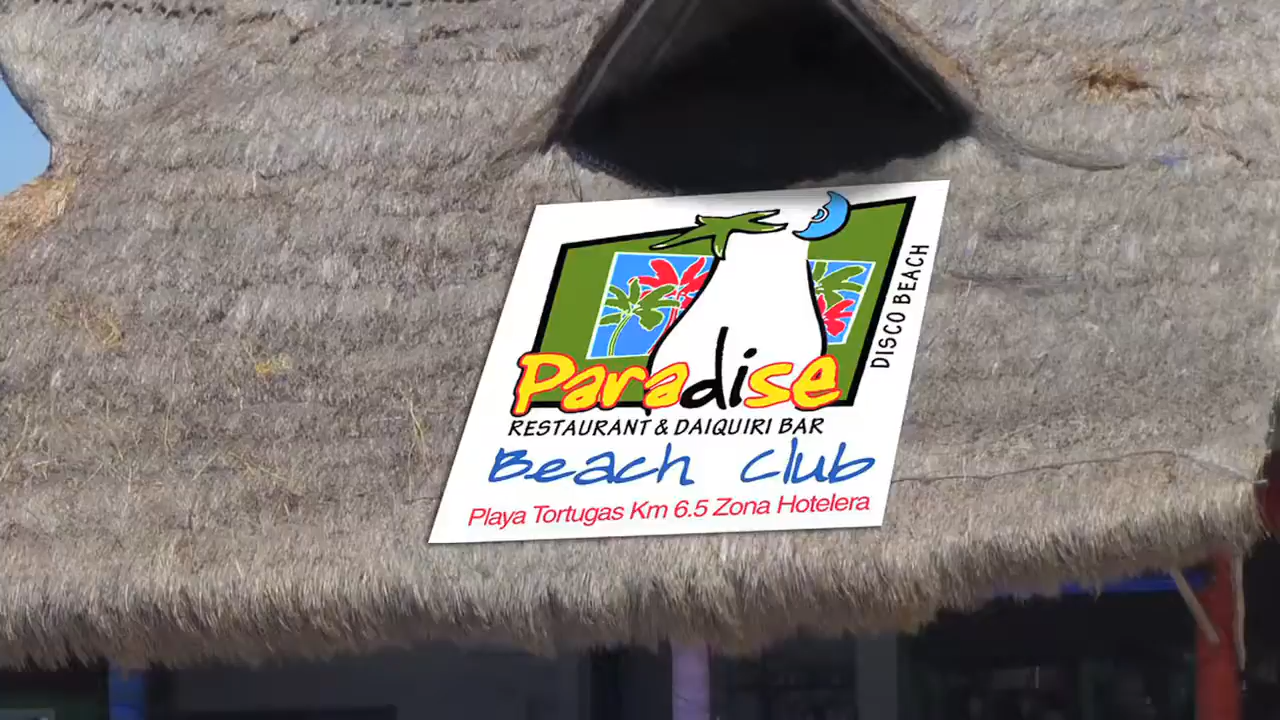 DISCO BEACH
Paradise
RESTAURANT & DAIQUIRI BAR
Beach Club
Playa Tortugas Km 6.5 Zona Hotelera